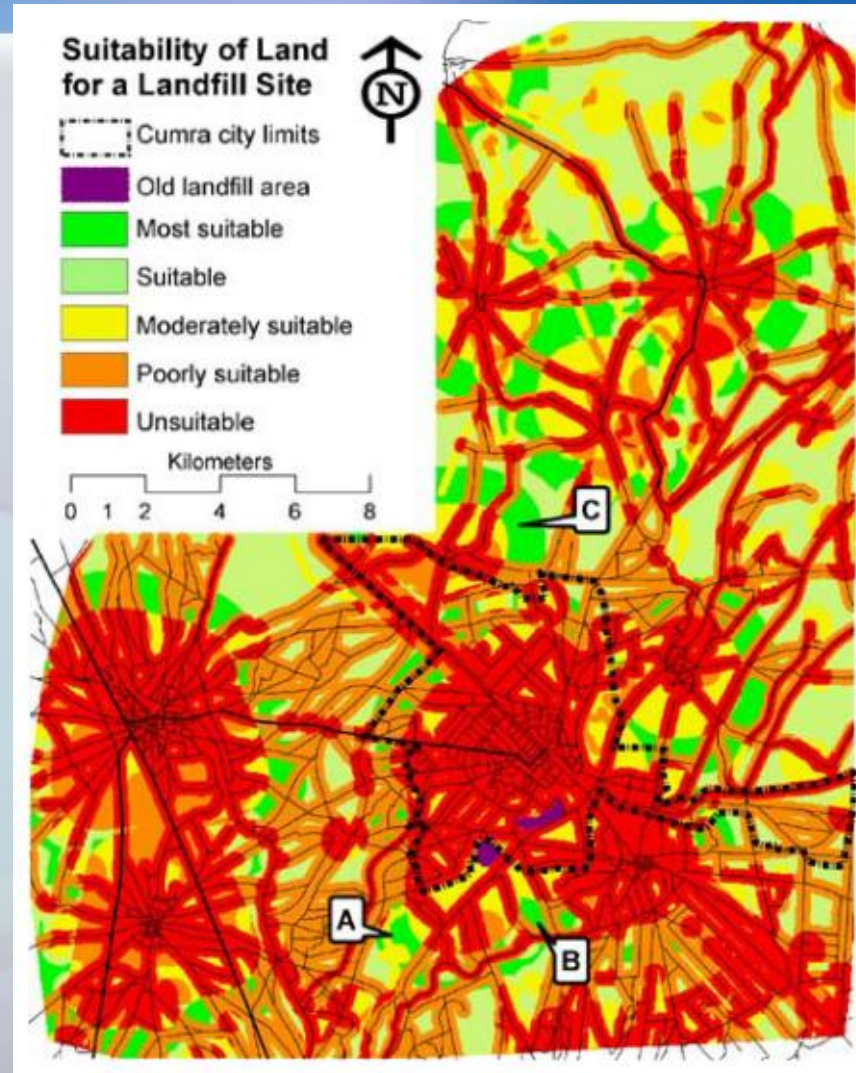 Suitability of Land
for a Landfill Site
N
Cumra city limits
Old landfill area
Most suitable
Suitable
Moderately suitable
Poorly suitable
Unsuitable
Kilometers
0 1 2 4 6 8
C
A
B